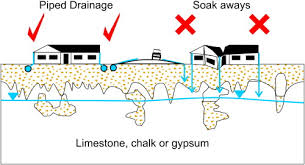 Piped Drainage
Soak aways
Limestone, chalk or gypsum